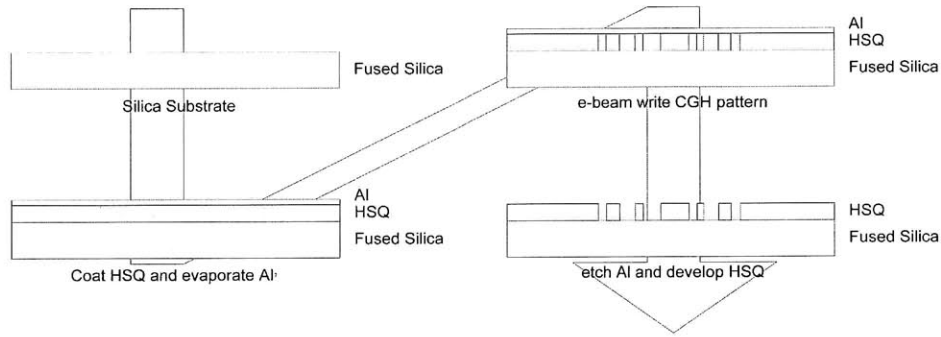 Fused Silica
Silica Substrate
Al
HSQ
Fused Silica
Coat HSQ and evaporate Al
Al
HSQ
Fused Silica
e-beam write CGH pattern
HSQ
Fused Silica
etch Al and develop HSQ